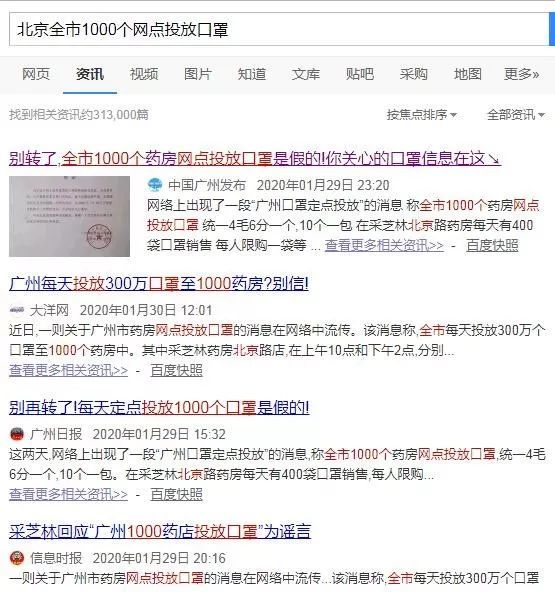 北京全市1000个网点投放口罩
网页 资讯 视频 图片 知道 文库 贴吧 采购 地图 更多»
找到相关资讯约313,000篇 按焦点排序 全部资讯
别转了,全市1000个药房网点投放口罩是假的!你关心的口罩信息在这↘
中国广州发布 2020年01月29日 23:20
网络上出现了一段“广州口罩定点投放”的消息 称全市1000个药房网点
投放口罩 统一4毛6分一个,10个一包 在采芝林北京路药房每天有400
袋口罩销售 每人限购一袋等 ... 查看更多相关资讯>> - 百度快照
广州每天投放300万口罩至1000药房?别信!
大洋网 2020年01月30日 12:01
近日,一则关于广州市药房网点投放口罩的消息在网络中流传。该消息称,全市每天投放300万个
口罩至1000个药房中。其中采芝林药房北京路店,在上午10点和下午2点,分别...
查看更多相关资讯>> - 百度快照
别再转了!每天定点投放1000个口罩是假的!
广州日报 2020年01月29日 15:32
这两天,网络上出现了一段“广州口罩定点投放”的消息,称全市1000个药房网点投放口罩,统一4毛
6分一个,10个一包。在采芝林北京路药房每天有400袋口罩销售,每人限购...
查看更多相关资讯>> - 百度快照
采芝林回应“广州1000药店投放口罩”为谣言
信息时报 2020年01月29日 20:16
一则关于广州市药房网点投放口罩的消息在网络中流传...该消息称,全市每天投放300万个口罩